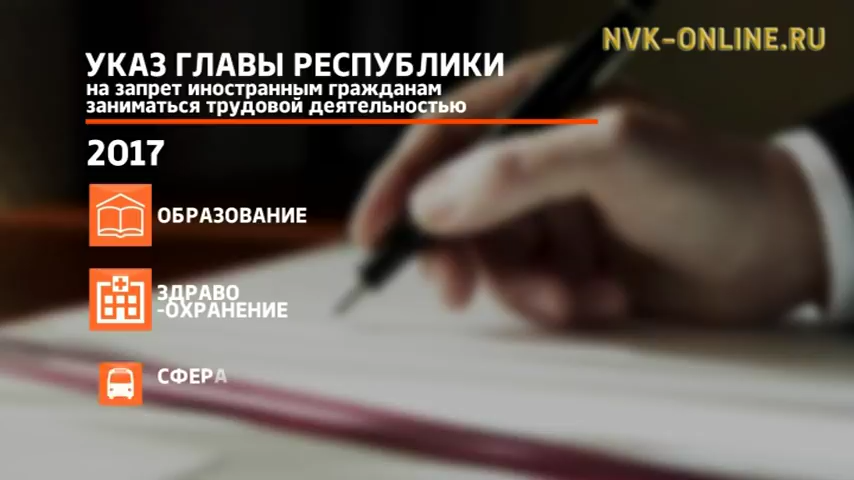 NVK-ONLINE.RU
УКАЗ ГЛАВЫ РЕСПУБЛИКИ
на запрет иностранным гражданам
заниматься трудовой деятельностью
2017
ОБРАЗОВАНИЕ
ЗДРАВО
-ОХРАНЕНИЕ
СФЕРА